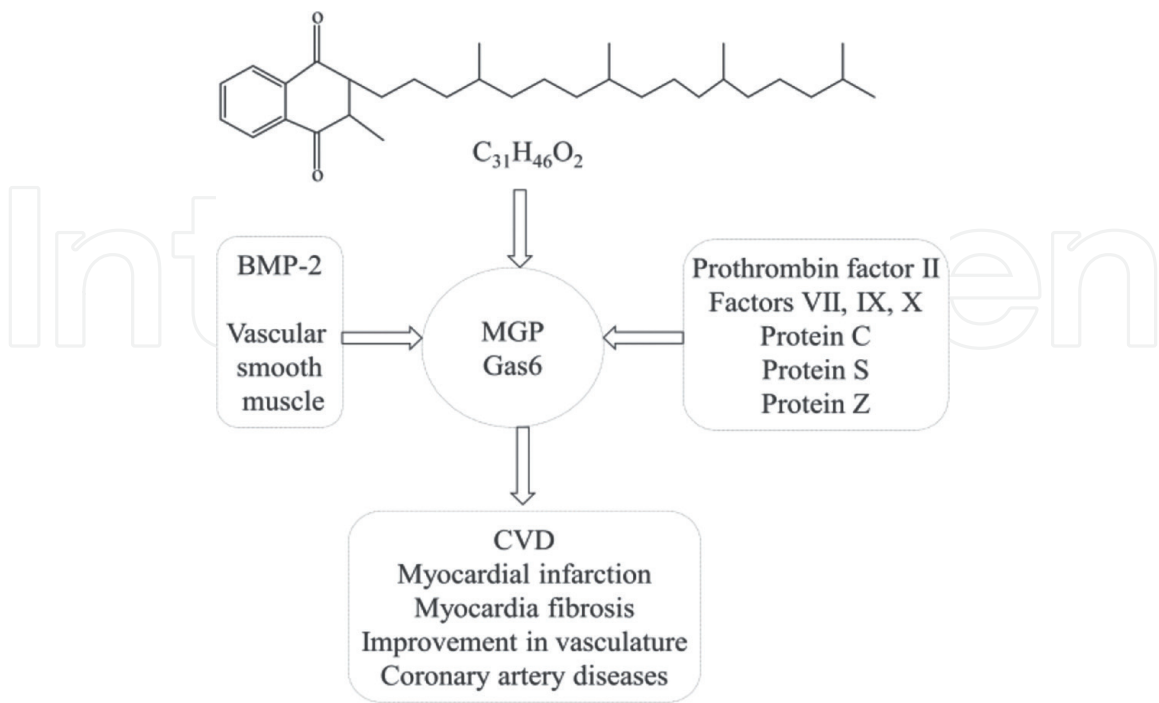 O
O
C₃₁H₄₆O₂
BMP-2
Vascular
smooth
muscle
MGP
Gas6
Prothrombin factor II
Factors VII, IX, X
Protein C
Protein S
Protein Z
CVD
Myocardial infarction
Myocardia fibrosis
Improvement in vasculature
Coronary artery diseases